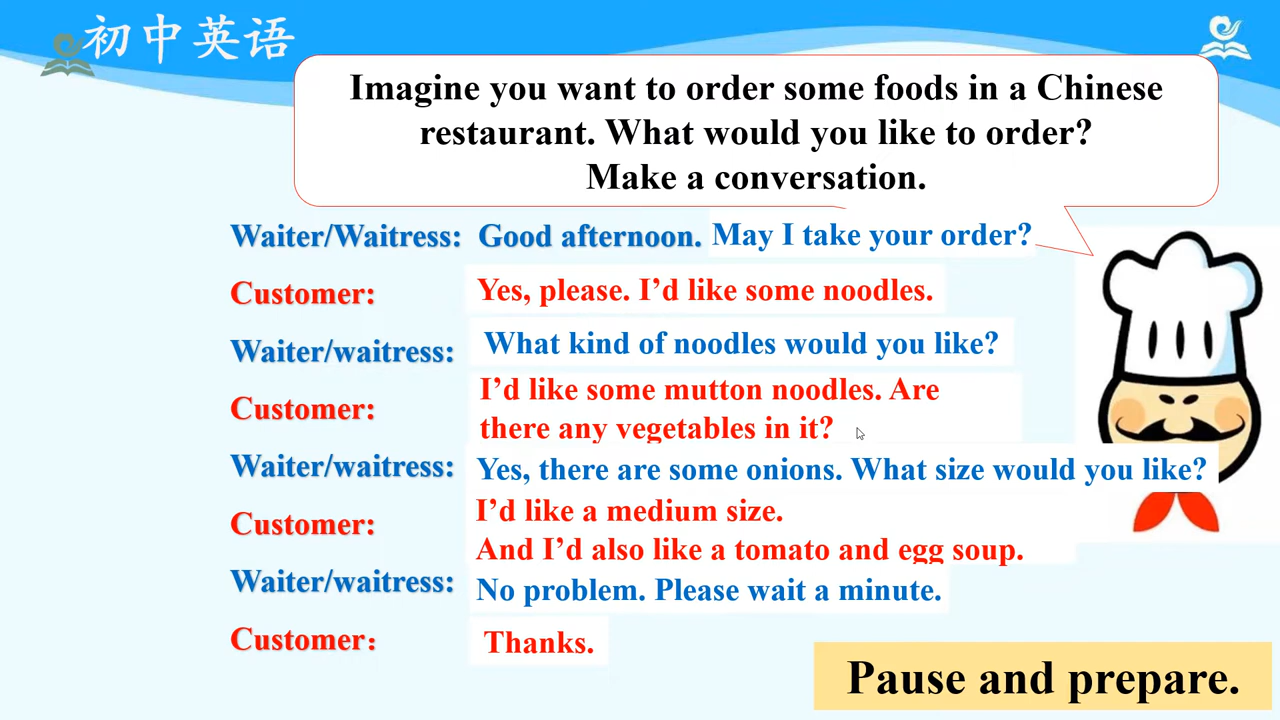 初中英语
Imagine you want to order some foods in a Chinese
restaurant. What would you like to order?
Make a conversation.
Waiter/Waitress: Good afternoon. May I take your order?
Customer: Yes, please. I’d like some noodles.
Waiter/waitress: What kind of noodles would you like?
Customer: I’d like some mutton noodles. Are
there any vegetables in it?
Waiter/waitress: Yes, there are some onions. What size would you like?
Customer: I’d like a medium size.
And I’d also like a tomato and egg soup.
Waiter/waitress: No problem. Please wait a minute.
Customer： Thanks.
Pause and prepare.